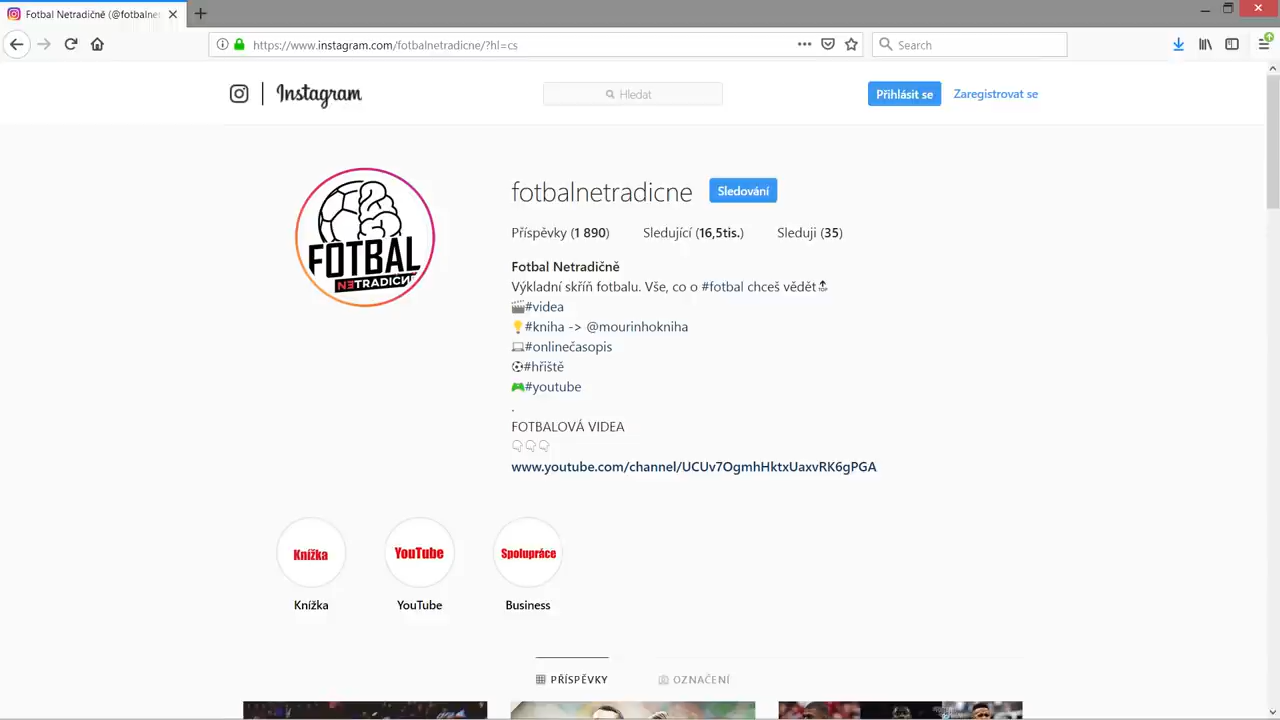 Fotbal Netradičně (@fotbalne
https://www.instagram.com/fotbalnetradicne/?hl=cs
Search
Instagram
Hledat
Přihlásit se
Zaregistrovat se
FOTBAL
NETRADIČNĚ
fotbalnetradicne
Sledování
Příspěvky (1 890)
Sledující (16,5tis.)
Sleduji (35)
Fotbal Netradičně
Výkladní skříň fotbalu. Vše, co o #fotbal chceš vědět🔝
🎬#videa
💡#kniha -> @mourinhokniha
💻#onlinečasopis
⚽#hřiště
🎮#youtube
.
FOTBALOVÁ VIDEA
👇👇👇
www.youtube.com/channel/UCUv7OgmhHktxUaxvRK6gPGA
Knížka
YouTube
Spolupráce
Knížka
YouTube
Business
PŘÍSPĚVKY
OZNAČENÍ